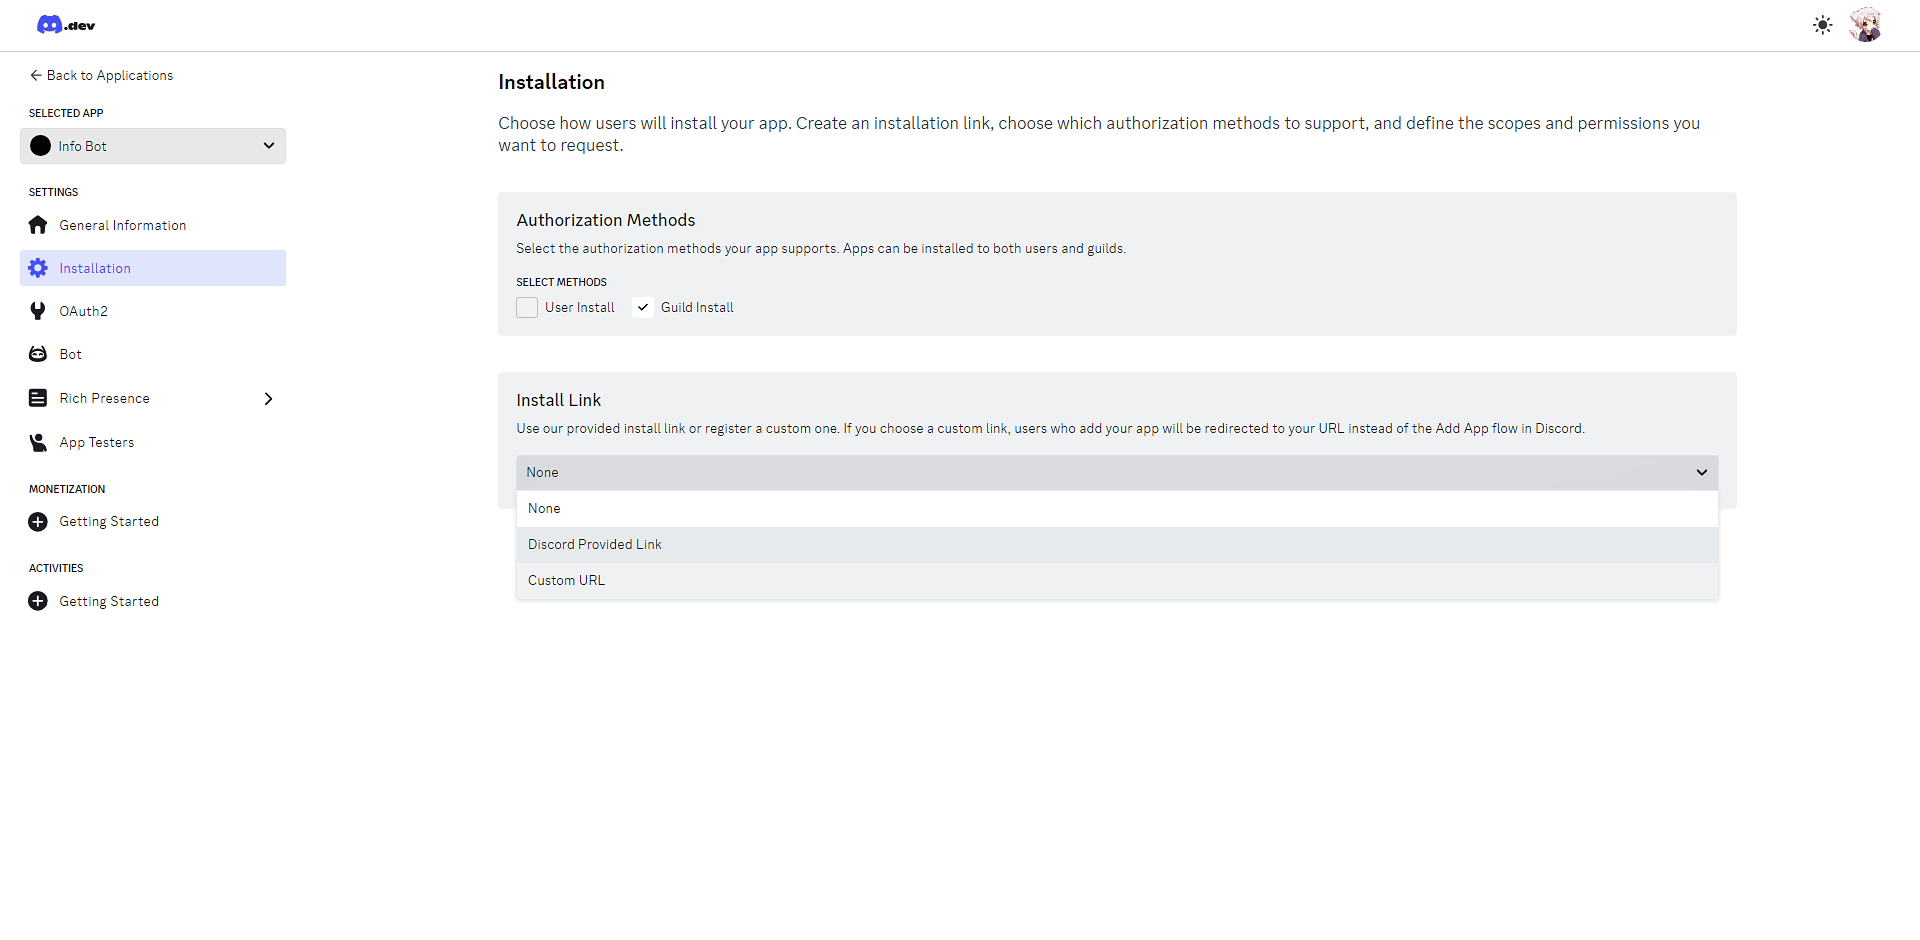 .dev
Back to Applications
SELECTED APP
Info Bot
SETTINGS
General Information
Installation
OAuth2
Bot
Rich Presence
App Testers
MONETIZATION
Getting Started
ACTIVITIES
Getting Started
Installation
Choose how users will install your app. Create an installation link, choose which authorization methods to support, and define the scopes and permissions you
want to request.
Authorization Methods
Select the authorization methods your app supports. Apps can be installed to both users and guilds.
SELECT METHODS
User Install Guild Install
Install Link
Use our provided install link or register a custom one. If you choose a custom link, users who add your app will be redirected to your URL instead of the Add App flow in Discord.
None
None
Discord Provided Link
Custom URL